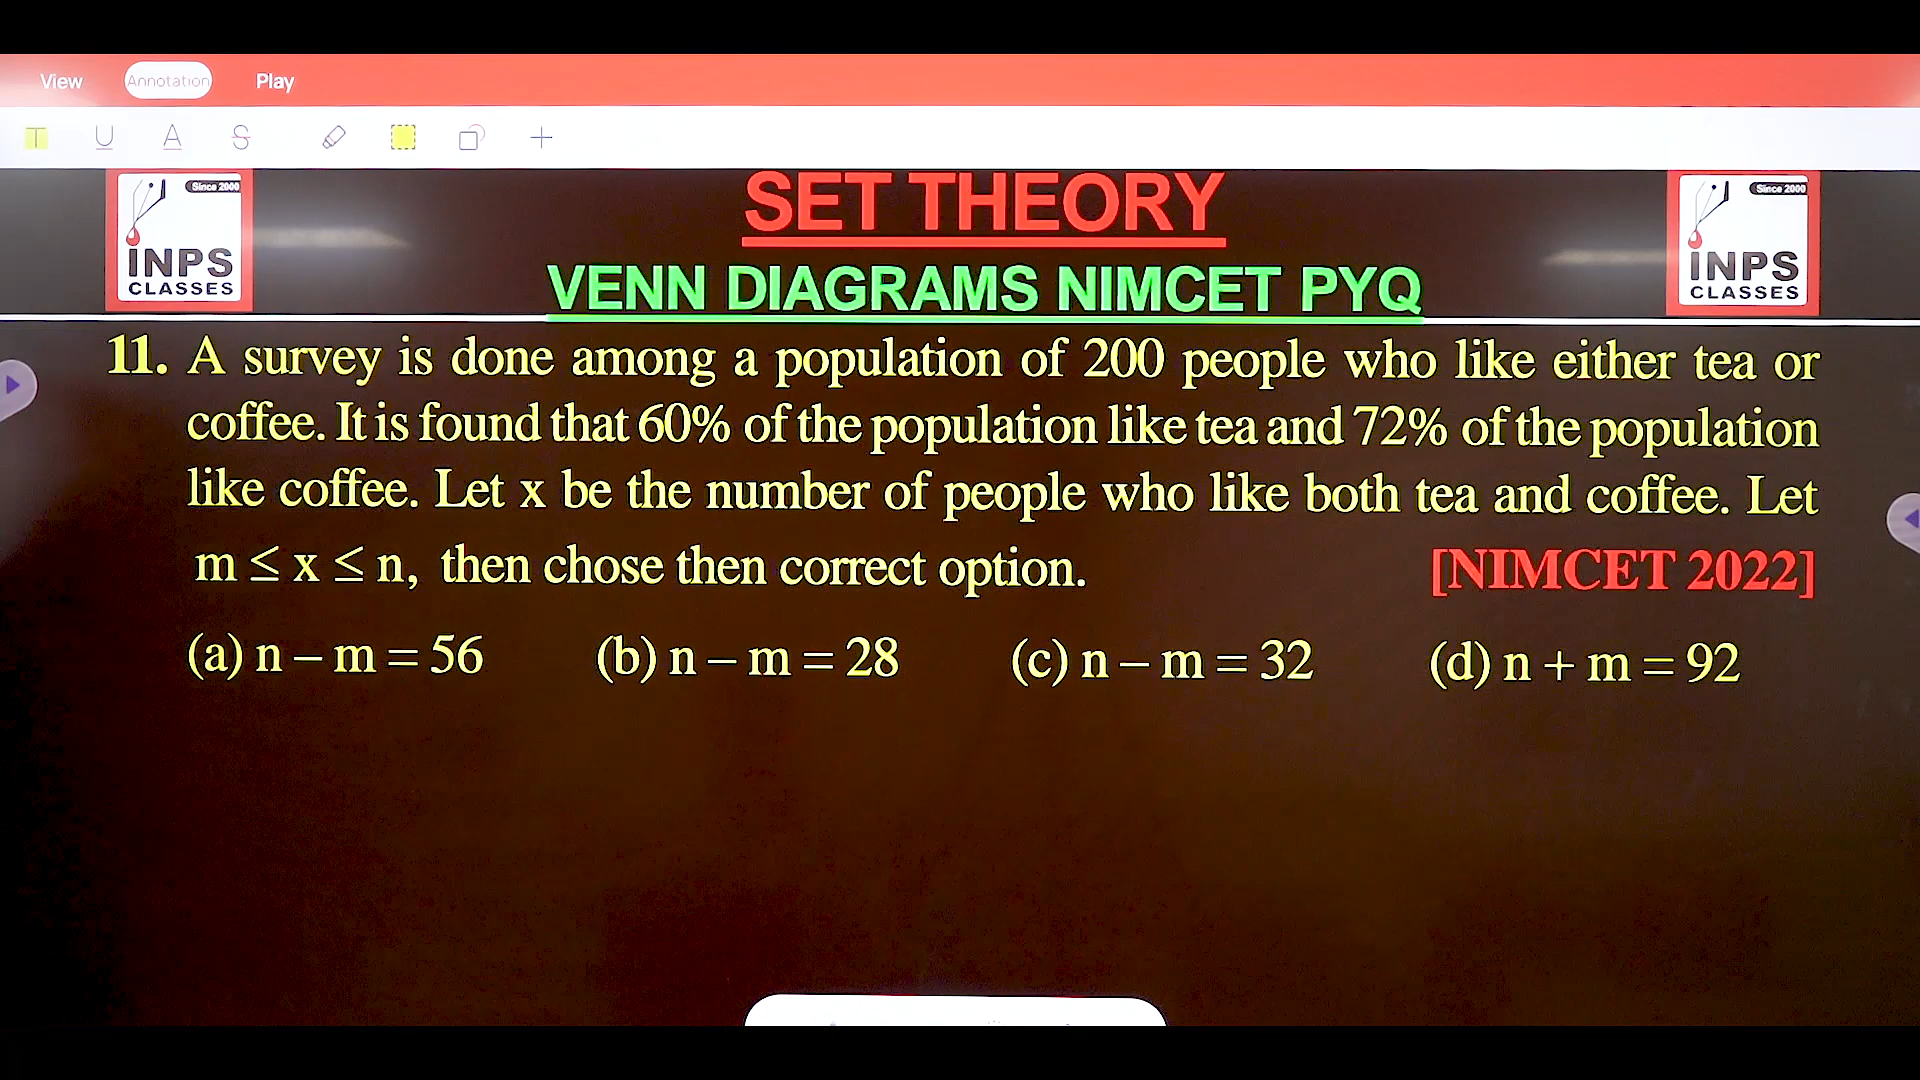 View Annotation Play
T U A S
Since 2000
INPS
CLASSES
SET THEORY
VENN DIAGRAMS NIMCET PYQ
Since 2000
INPS
CLASSES
11. A survey is done among a population of 200 people who like either tea or
coffee. It is found that 60% of the population like tea and 72% of the population
like coffee. Let x be the number of people who like both tea and coffee. Let
m ≤ x ≤ n, then chose then correct option. [NIMCET 2022]
(a) n – m = 56 (b) n – m = 28 (c) n – m = 32 (d) n + m = 92